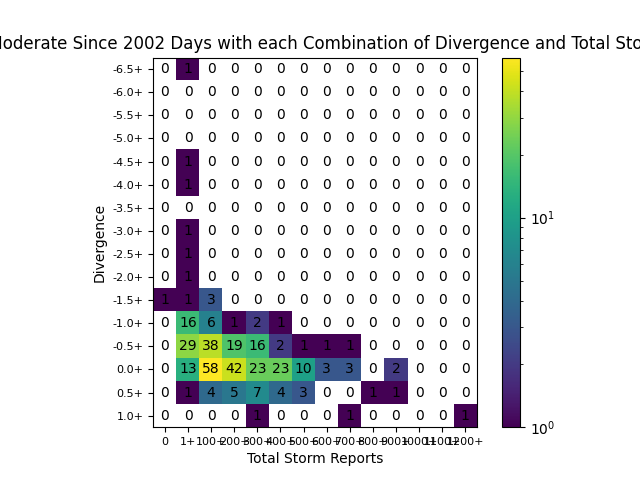 Moderate Since 2002 Days with each Combination of Divergence and Total Sto
-6.5+ 0 1 0 0 0 0 0 0 0 0 0 0 0 0
-6.0+ 0 0 0 0 0 0 0 0 0 0 0 0 0 0
-5.5+ 0 0 0 0 0 0 0 0 0 0 0 0 0 0
-5.0+ 0 0 0 0 0 0 0 0 0 0 0 0 0 0
-4.5+ 0 1 0 0 0 0 0 0 0 0 0 0 0 0
-4.0+ 0 1 0 0 0 0 0 0 0 0 0 0 0 0
-3.5+ 0 0 0 0 0 0 0 0 0 0 0 0 0 0
-3.0+ 0 1 0 0 0 0 0 0 0 0 0 0 0 0
-2.5+ 0 1 0 0 0 0 0 0 0 0 0 0 0 0
-2.0+ 0 1 0 0 0 0 0 0 0 0 0 0 0 0
-1.5+ 1 1 3 0 0 0 0 0 0 0 0 0 0 0
-1.0+ 0 16 6 1 2 1 0 0 0 0 0 0 0 0
-0.5+ 0 29 38 19 16 2 1 1 1 0 0 0 0 0
0.0+ 0 13 58 42 23 23 10 3 3 0 2 0 0 0
0.5+ 0 1 4 5 7 4 3 0 0 1 1 0 0 0
1.0+ 0 0 0 0 1 0 0 0 1 0 0 0 0 1
0 1+ 100+ 200+ 300+ 400+ 500+ 600+ 700+ 800+ 900+ 1000+ 1100+ 1200+
Total Storm Reports
Divergence
10^1
10^0